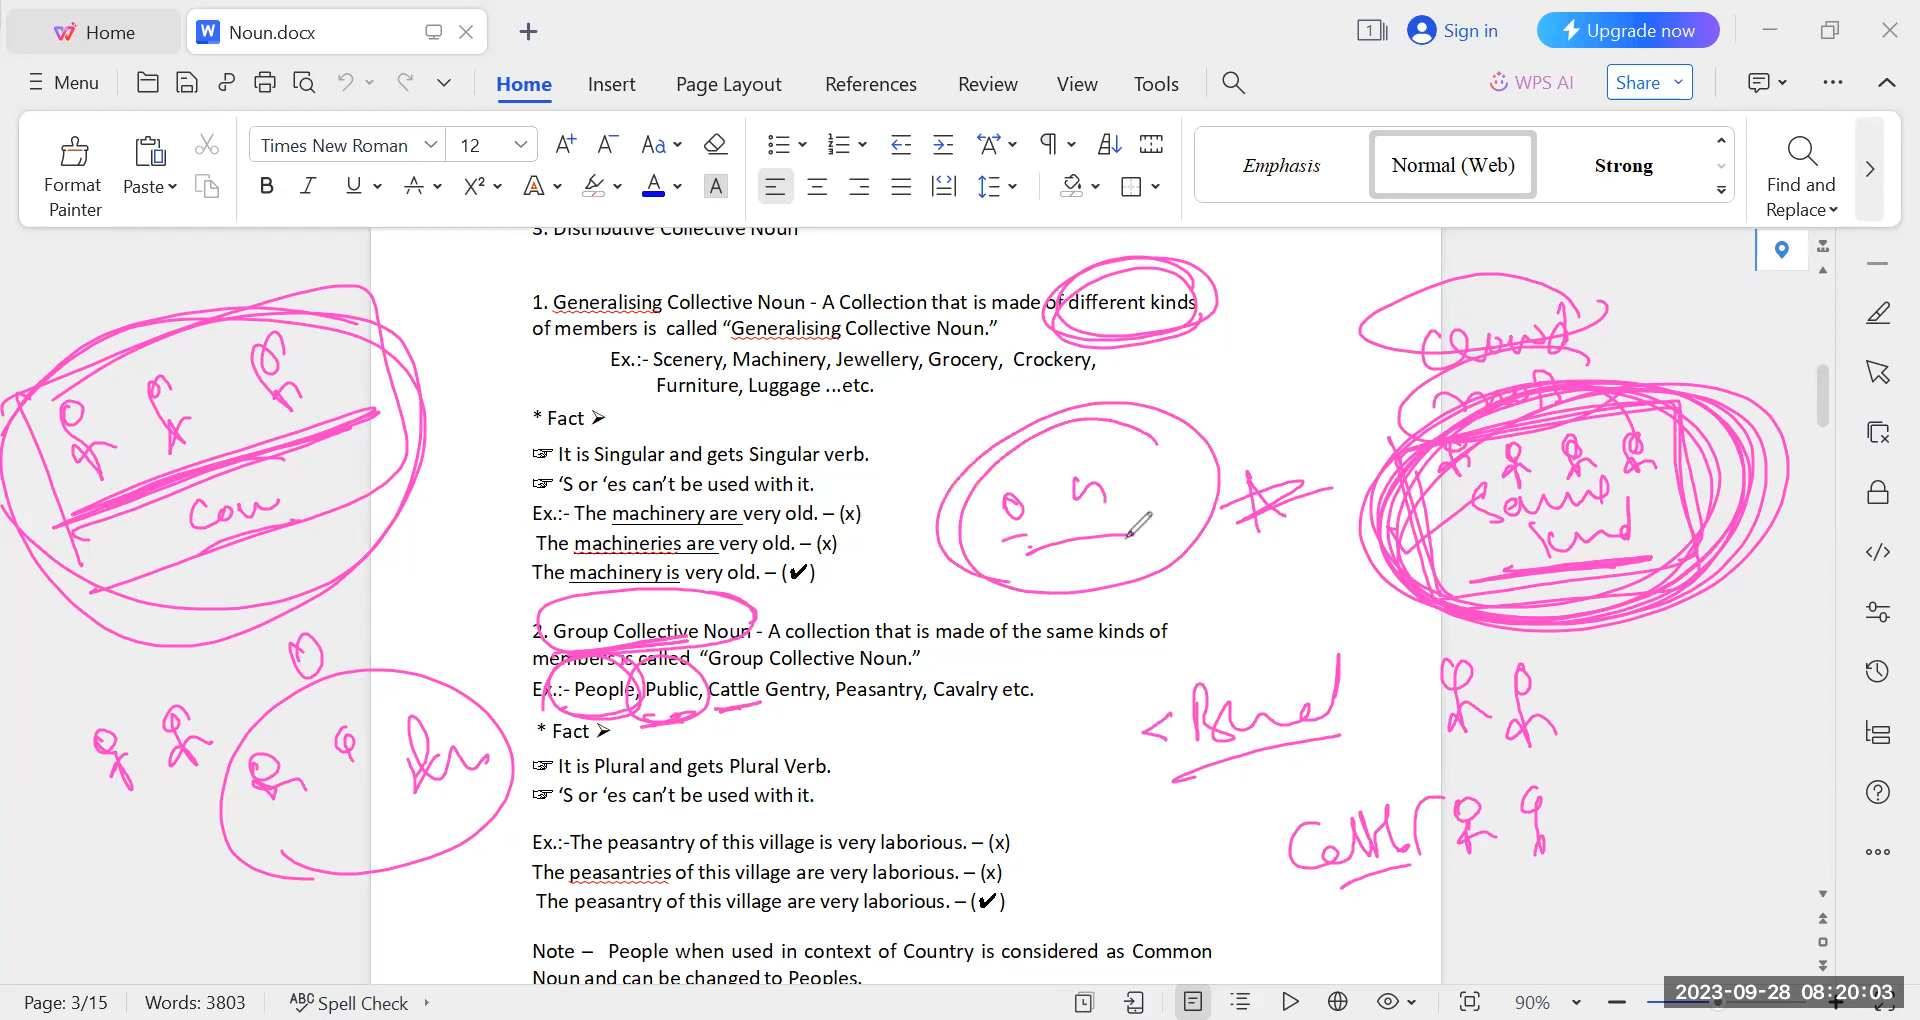 Home
Noun.docx
1
Sign in
Upgrade now
Menu
Home Insert Page Layout References Review View Tools
WPS AI
Share
Format Painter
Paste
Times New Roman
12
Emphasis
Normal (Web)
Strong
Find and Replace
3. Distributive Collective Noun
1. Generalising Collective Noun - A Collection that is made of different kinds
of members is called “Generalising Collective Noun.”
Ex.:- Scenery, Machinery, Jewellery, Grocery, Crockery,
Furniture, Luggage ...etc.
* Fact ➢
☞ It is Singular and gets Singular verb.
☞ ‘S or ‘es can’t be used with it.
Ex.:- The machinery are very old. – (x)
The machineries are very old. – (x)
The machinery is very old. – (✔)
2. Group Collective Noun - A collection that is made of the same kinds of
members is called “Group Collective Noun.”
Ex.:- People, Public, Cattle Gentry, Peasantry, Cavalry etc.
* Fact ➢
☞ It is Plural and gets Plural Verb.
☞ ‘S or ‘es can’t be used with it.
Ex.:-The peasantry of this village is very laborious. – (x)
The peasantries of this village are very laborious. – (x)
The peasantry of this village are very laborious. – (✔)
Note – People when used in context of Country is considered as Common
Noun and can be changed to Peoples.
Cow
Same
kind
Page: 3/15
Words: 3803
Spell Check
90%
2023-09-28 08:20:03